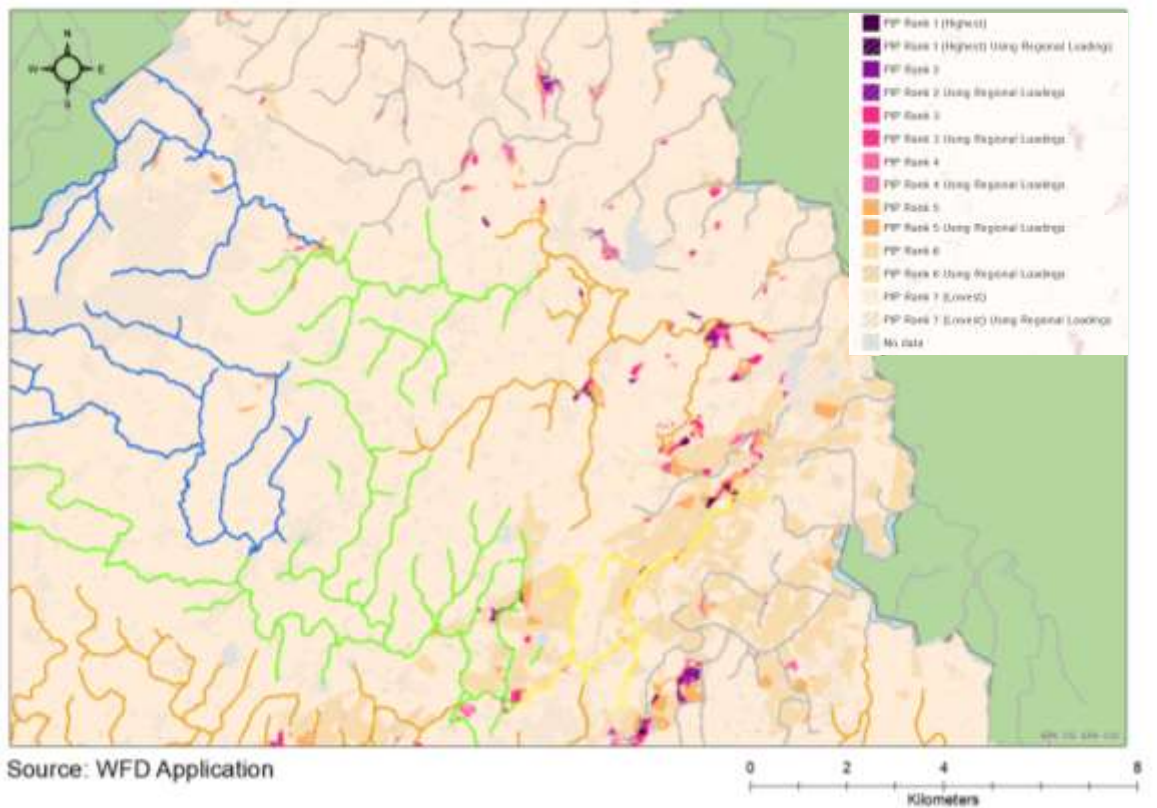 N
W E
S
PIP Rank 1 (Highest)
PIP Rank 1 (Highest) Using Regional Loadings
PIP Rank 2
PIP Rank 2 Using Regional Loadings
PIP Rank 3
PIP Rank 3 Using Regional Loadings
PIP Rank 4
PIP Rank 4 Using Regional Loadings
PIP Rank 5
PIP Rank 5 Using Regional Loadings
PIP Rank 6
PIP Rank 6 Using Regional Loadings
PIP Rank 7 (Lowest)
PIP Rank 7 (Lowest) Using Regional Loadings
No data
Source: WFD Application
0 2 4 8
Kilometers